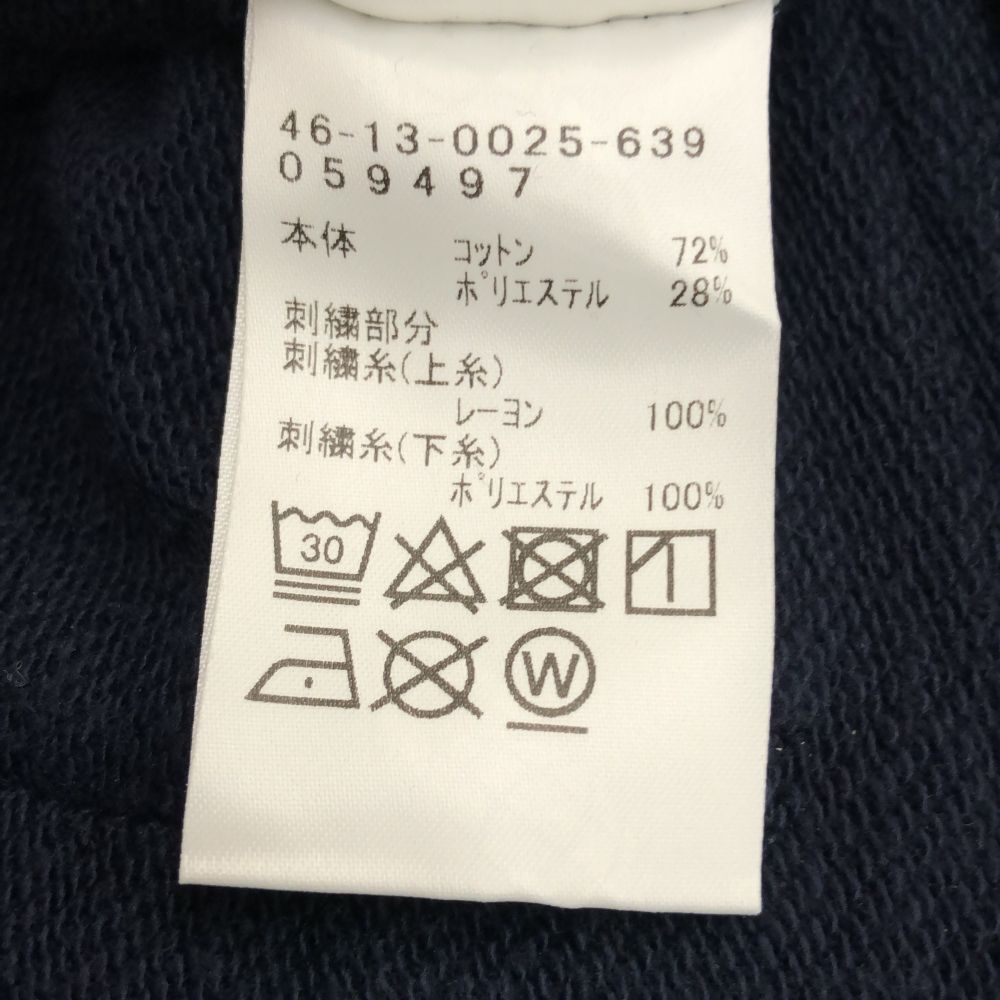 46-13-0025-639
059497
本体 コットン 72%
ポリエステル 28%
刺繍部分
刺繍糸(上糸)
レーヨン 100%
刺繍糸(下糸)
ポリエステル 100%
30
W